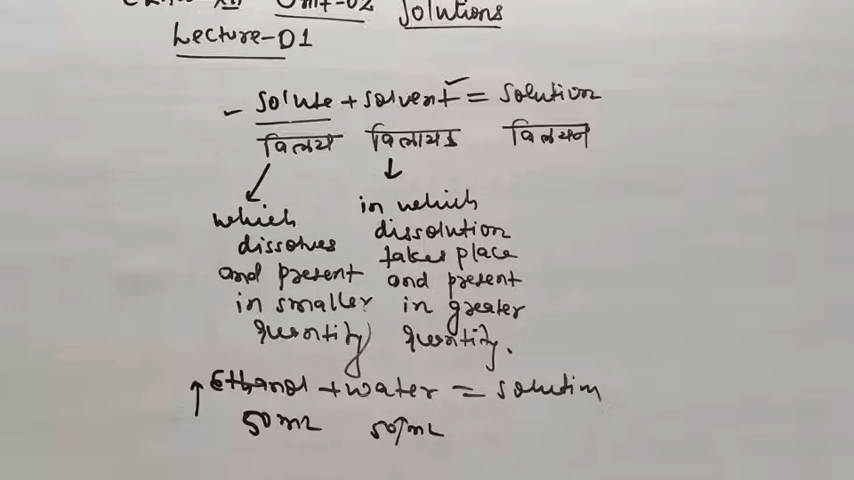 Unit-02 Solutions
Lecture-01
solute + solvent = solution
विलेय विलायक विलयन
which
dissolves
and present
in smaller
quantity
in which
dissolution
takes place
and present
in greater
quantity.
Ethanol + water = solution
50mL 50mL